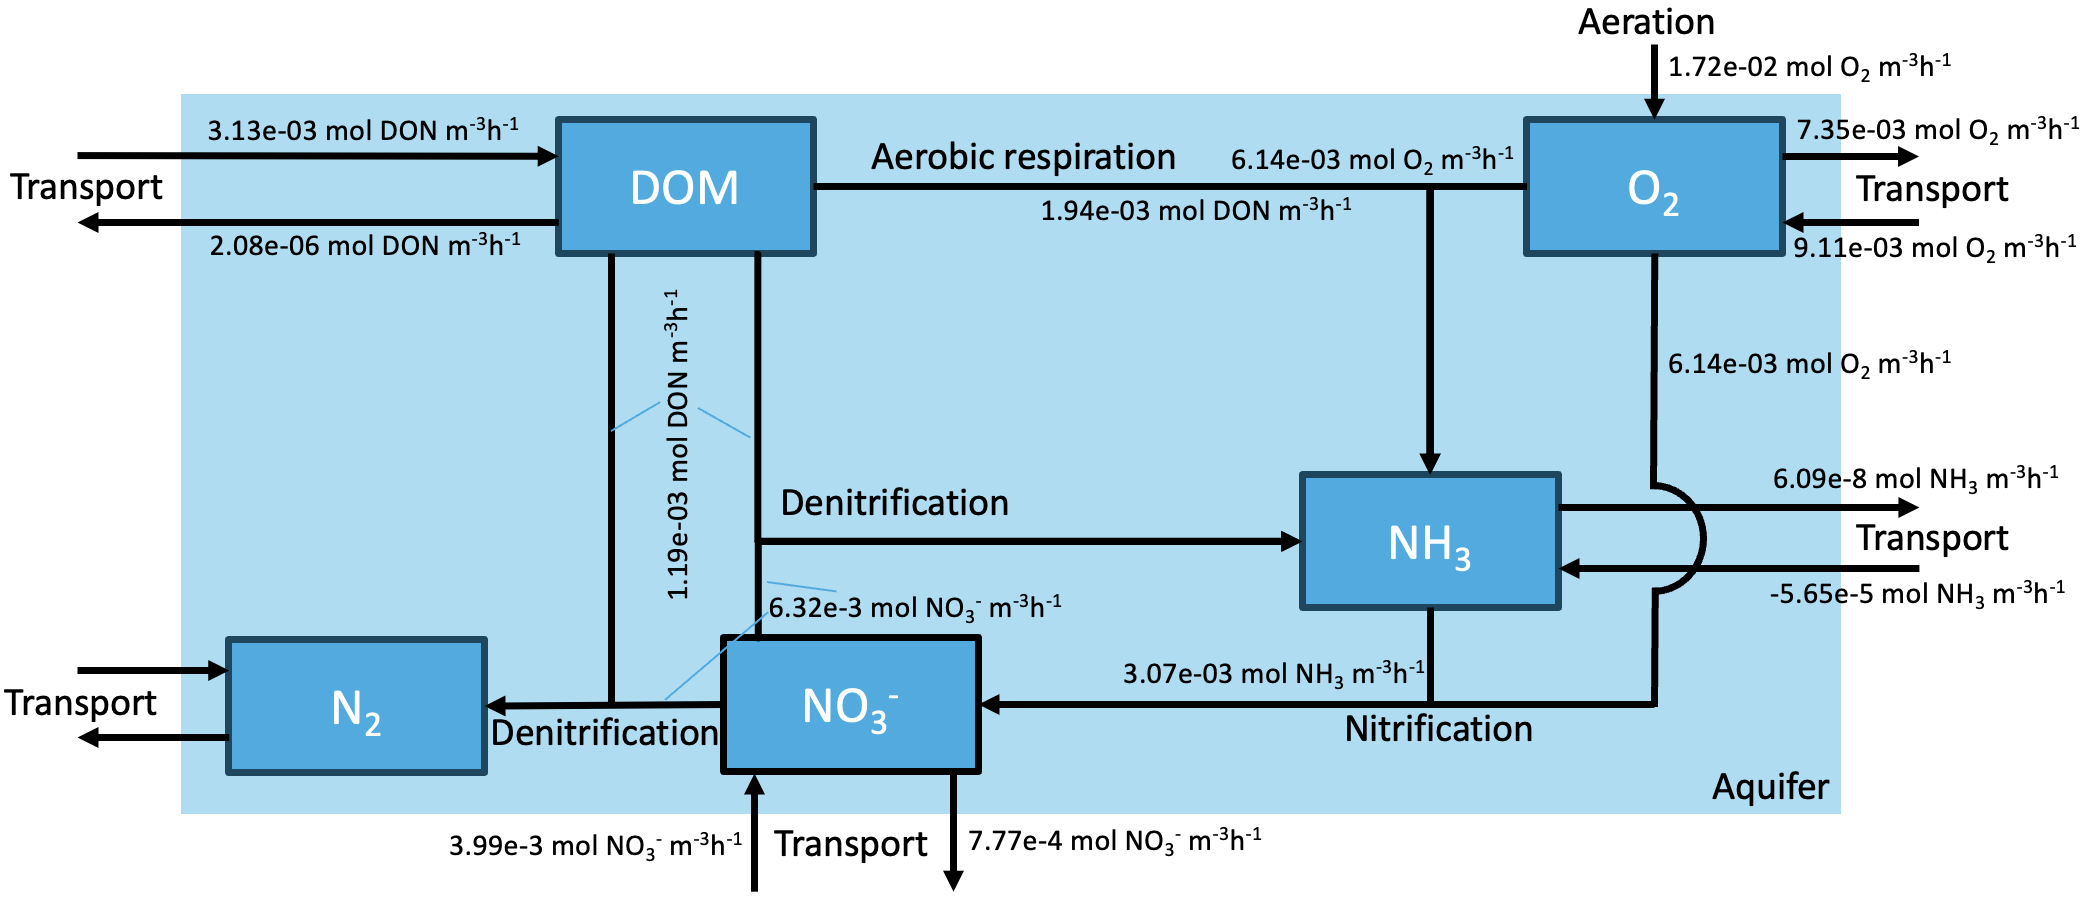 Aeration
1.72e-02 mol O₂ m⁻³h⁻¹
3.13e-03 mol DON m⁻³h⁻¹
Transport
2.08e-06 mol DON m⁻³h⁻¹
DOM
Aerobic respiration
6.14e-03 mol O₂ m⁻³h⁻¹
1.94e-03 mol DON m⁻³h⁻¹
O₂
7.35e-03 mol O₂ m⁻³h⁻¹
Transport
9.11e-03 mol O₂ m⁻³h⁻¹
1.19e-03 mol DON m⁻³h⁻¹
6.14e-03 mol O₂ m⁻³h⁻¹
Denitrification
NH₃
6.09e-8 mol NH₃ m⁻³h⁻¹
Transport
-5.65e-5 mol NH₃ m⁻³h⁻¹
6.32e-3 mol NO₃⁻ m⁻³h⁻¹
Transport
N₂
Denitrification
NO₃⁻
3.07e-03 mol NH₃ m⁻³h⁻¹
Nitrification
Aquifer
3.99e-3 mol NO₃⁻ m⁻³h⁻¹
Transport
7.77e-4 mol NO₃⁻ m⁻³h⁻¹